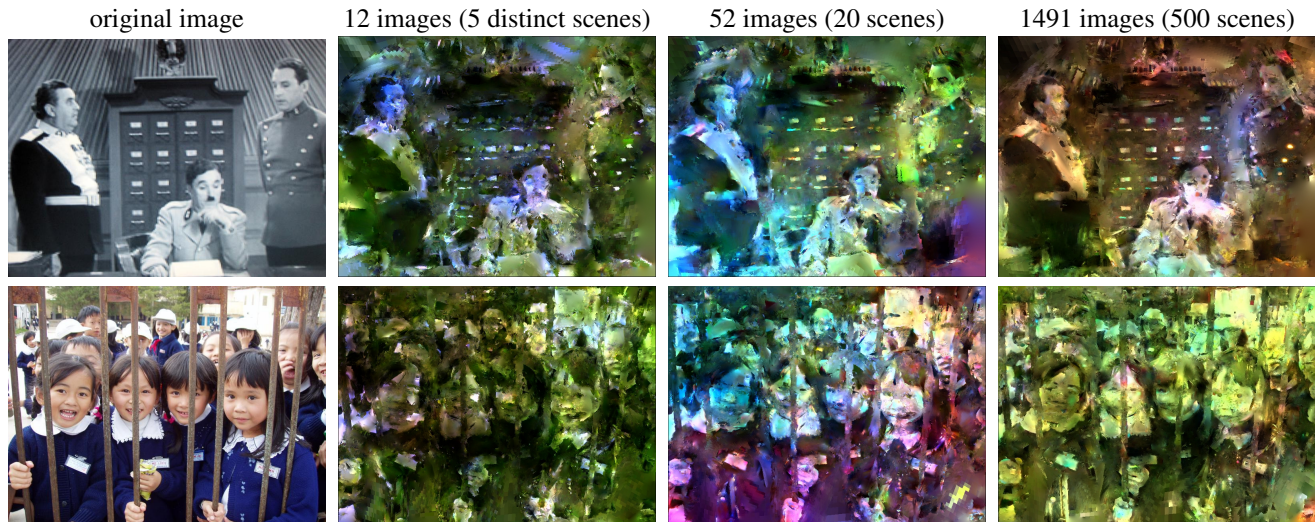 original image
12 images (5 distinct scenes)
52 images (20 scenes)
1491 images (500 scenes)